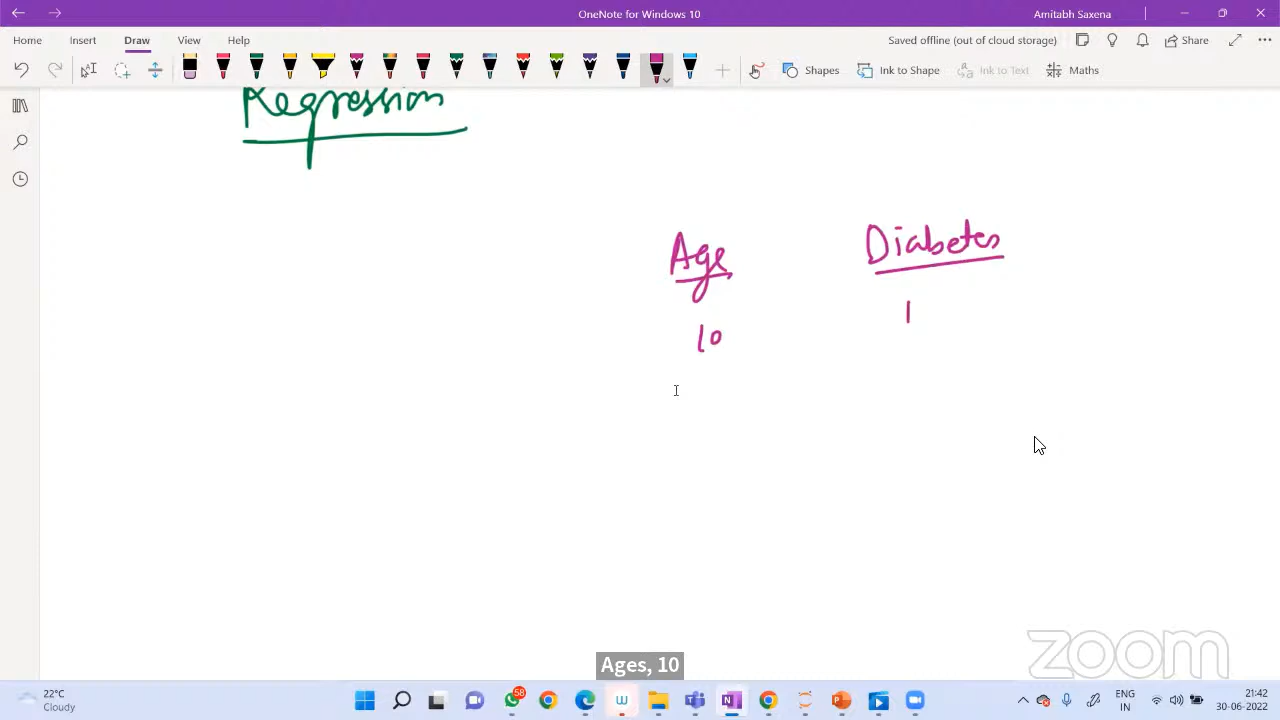 OneNote for Windows 10
Amitabh Saxena
Home Insert Draw View Help
Saved offline (out of cloud storage)
Share
Shapes
Ink to Shape
Ink to Text
Math
Regression
Age Diabetes
10 1
Ages, 10
zoom
22°C
Cloudy
58
ENG
IN
21:42
30-06-2022